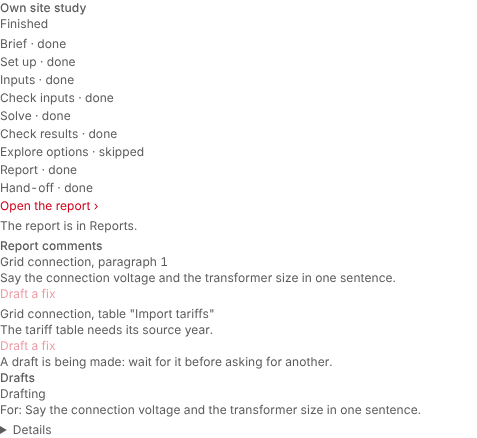 Own site study
Finished
Brief · done
Set up · done
Inputs · done
Check inputs · done
Solve · done
Check results · done
Explore options · skipped
Report · done
Hand-off · done
Open the report ›
The report is in Reports.
Report comments
Grid connection, paragraph 1
Say the connection voltage and the transformer size in one sentence.
Draft a fix
Grid connection, table "Import tariffs"
The tariff table needs its source year.
Draft a fix
A draft is being made: wait for it before asking for another.
Drafts
Drafting
For: Say the connection voltage and the transformer size in one sentence.
▶ Details